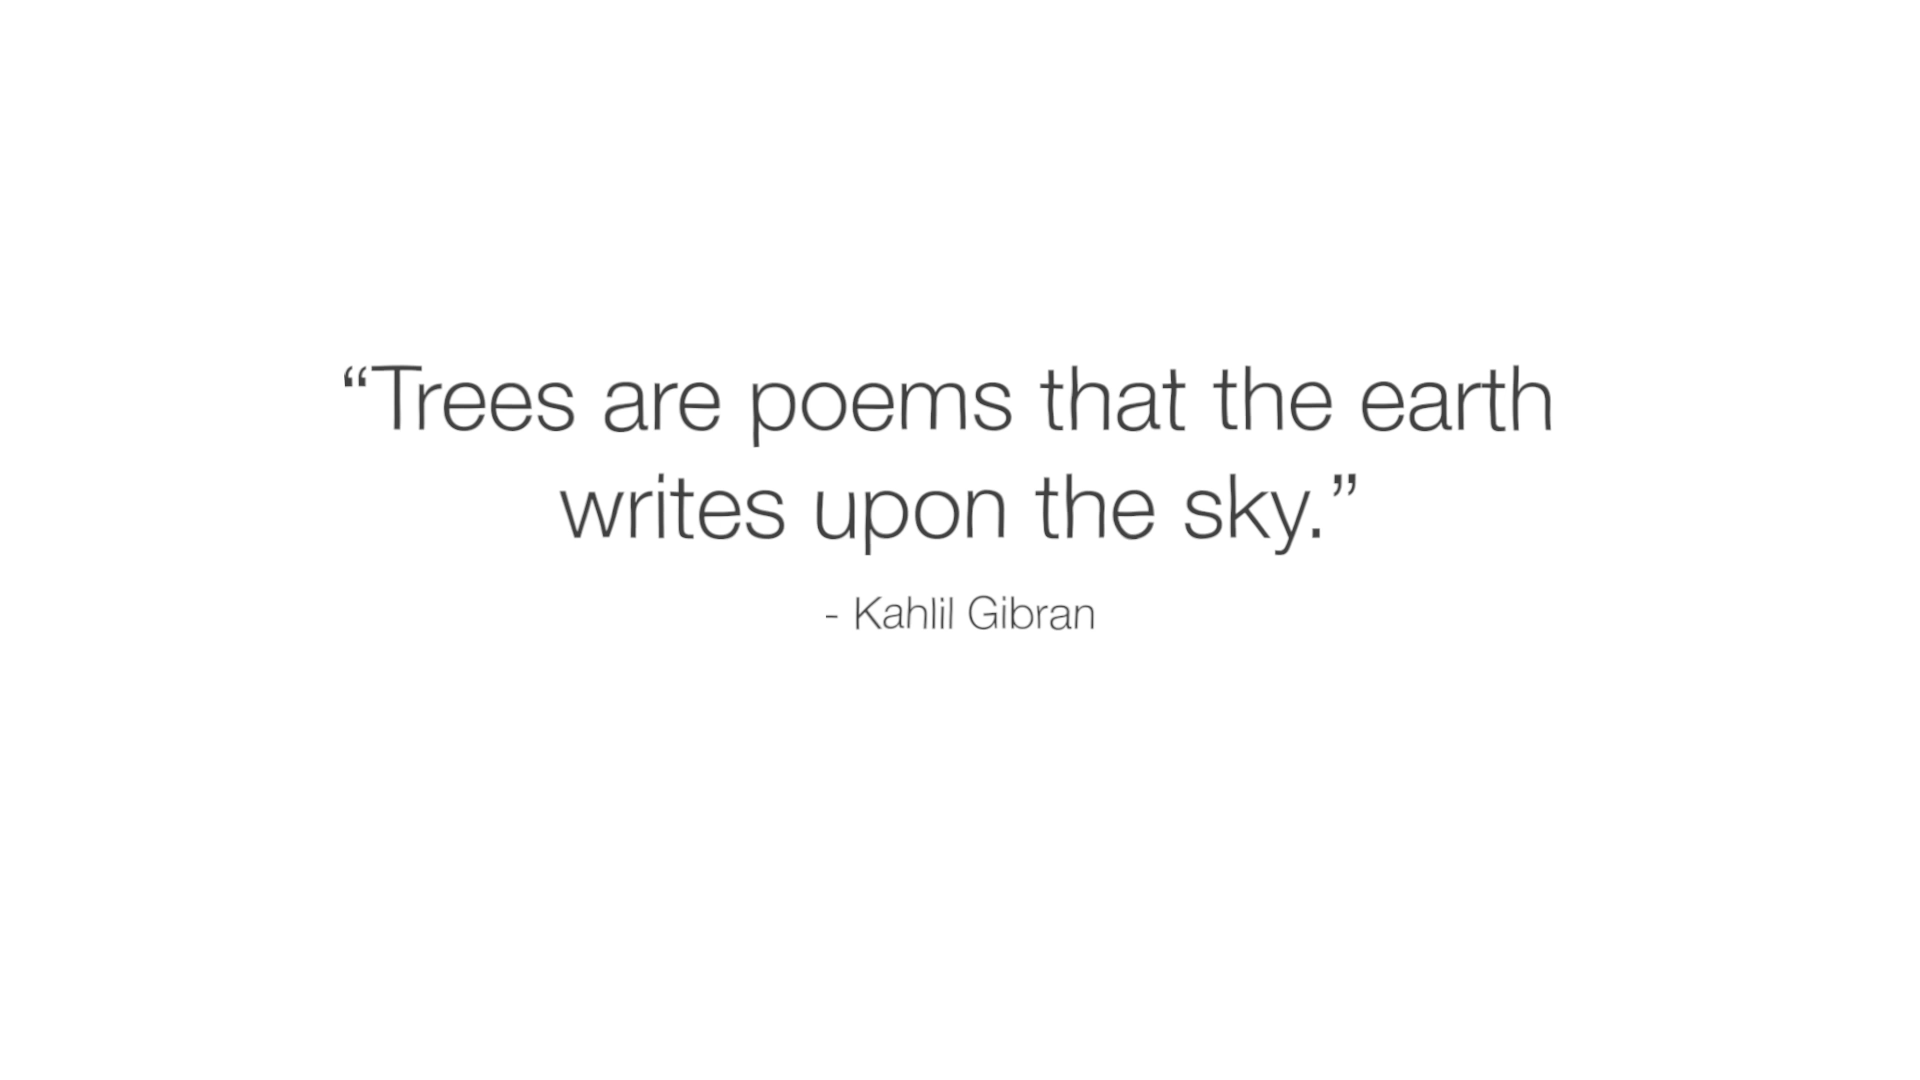 “Trees are poems that the earth
writes upon the sky.”
- Kahlil Gibran